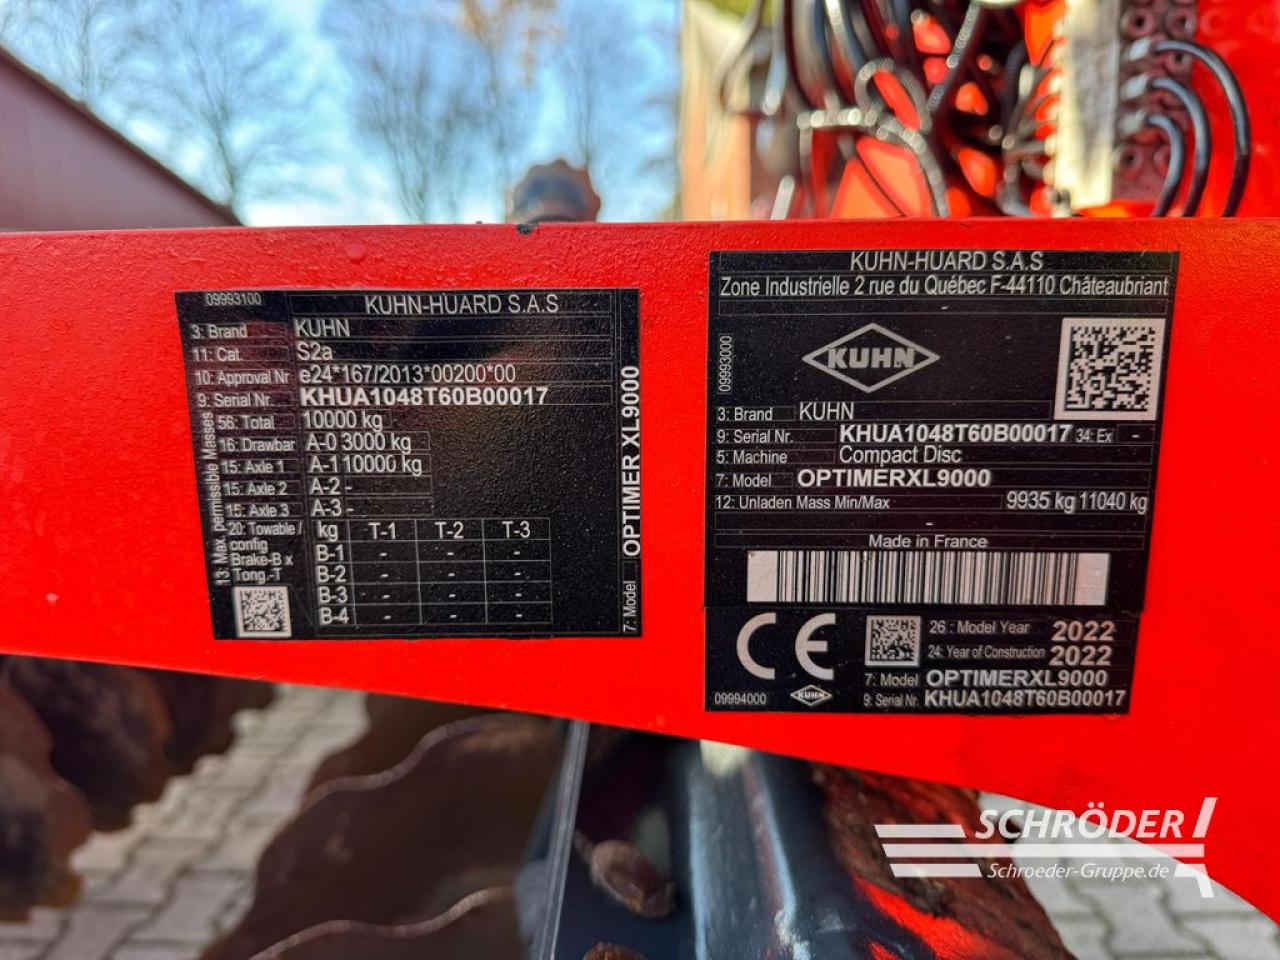 09993100
KUHN-HUARD S.A.S
3: Brand KUHN
11: Cat. S2a
10: Approval Nr e24*167/2013*00200*00
9: Serial Nr. KHUA1048T60B00017
13: Max. permissible Masses
56: Total 10000 kg
16: Drawbar A-0 3000 kg
15: Axle 1 A-1 10000 kg
15: Axle 2 A-2 -
15: Axle 3 A-3 -
20: Towable / config Brake-B x Tong.-T
kg T-1 T-2 T-3
B-1 - - -
B-2 - - -
B-3 - - -
B-4 - - -
7: Model OPTIMER XL9000
KUHN-HUARD S.A.S
Zone Industrielle 2 rue du Québec F-44110 Châteaubriant
09993000
KUHN
3: Brand KUHN
9: Serial Nr. KHUA1048T60B00017 34: Ex -
5: Machine Compact Disc
7: Model OPTIMERXL9000
12: Unladen Mass Min/Max 9935 kg 11040 kg
-
Made in France
CE
26 : Model Year 2022
24: Year of Construction 2022
7: Model OPTIMERXL9000
09994000 KUHN 9: Serial Nr. KHUA1048T60B00017
SCHRÖDER
Schroeder-Gruppe.de